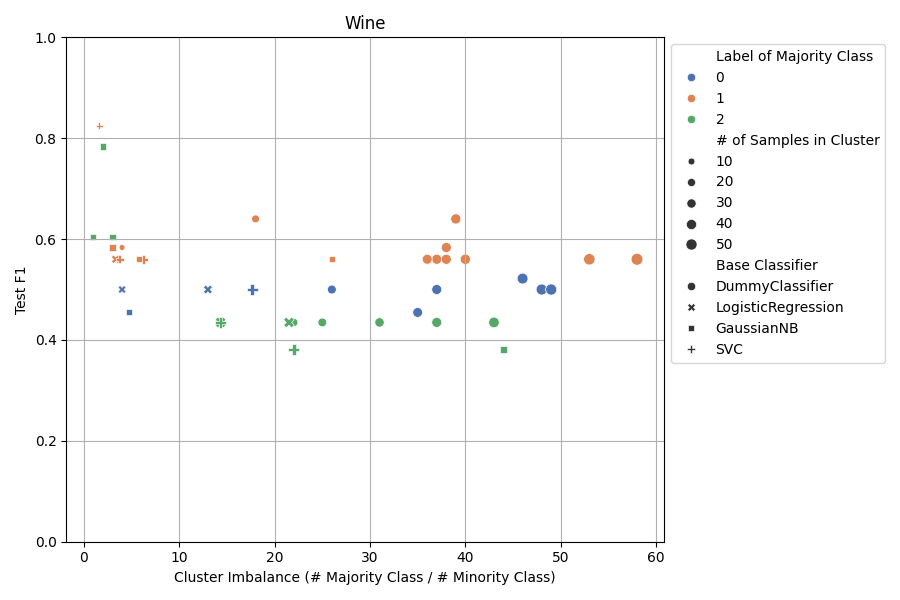 Wine
1.0
0.8
0.6
0.4
0.2
0.0
Test F1
0 10 20 30 40 50 60
Cluster Imbalance (# Majority Class / # Minority Class)
Label of Majority Class
0
1
2
# of Samples in Cluster
10
20
30
40
50
Base Classifier
DummyClassifier
LogisticRegression
GaussianNB
SVC